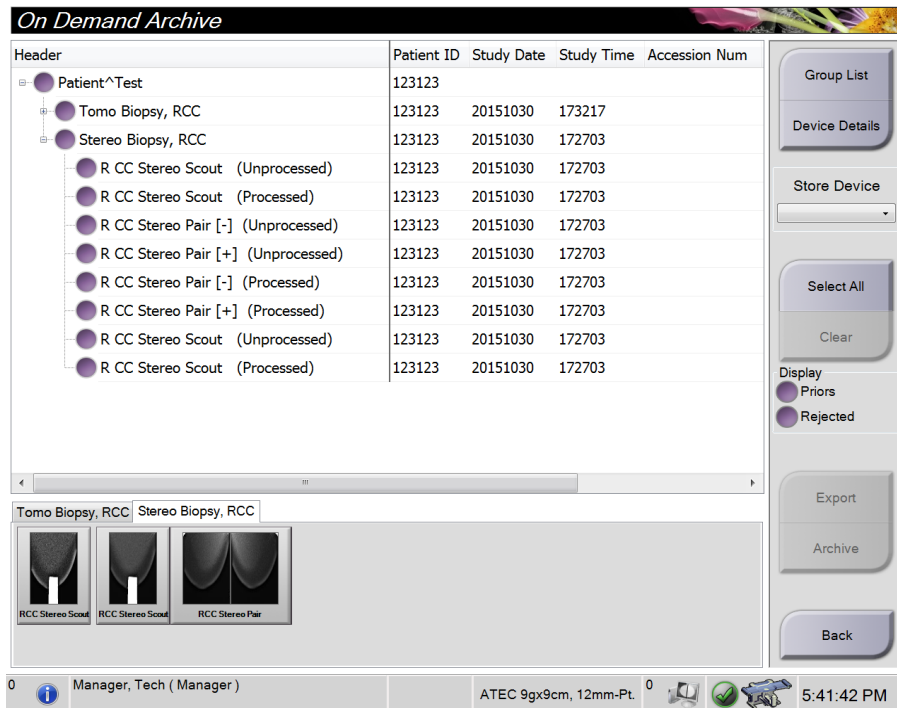 On Demand Archive
Header Patient ID Study Date Study Time Accession Num
Patient^Test 123123
Tomo Biopsy, RCC 123123 20151030 173217
Stereo Biopsy, RCC 123123 20151030 172703
R CC Stereo Scout (Unprocessed) 123123 20151030 172703
R CC Stereo Scout (Processed) 123123 20151030 172703
R CC Stereo Pair [-] (Unprocessed) 123123 20151030 172703
R CC Stereo Pair [+] (Unprocessed) 123123 20151030 172703
R CC Stereo Pair [-] (Processed) 123123 20151030 172703
R CC Stereo Pair [+] (Processed) 123123 20151030 172703
R CC Stereo Scout (Unprocessed) 123123 20151030 172703
R CC Stereo Scout (Processed) 123123 20151030 172703
Group List
Device Details
Store Device
Select All
Clear
Display
Priors
Rejected
Export
Archive
Back
Tomo Biopsy, RCC Stereo Biopsy, RCC
RCC Stereo Scout RCC Stereo Scout RCC Stereo Pair
0 Manager, Tech ( Manager ) ATEC 9gx9cm, 12mm-Pt. 0 5:41:42 PM